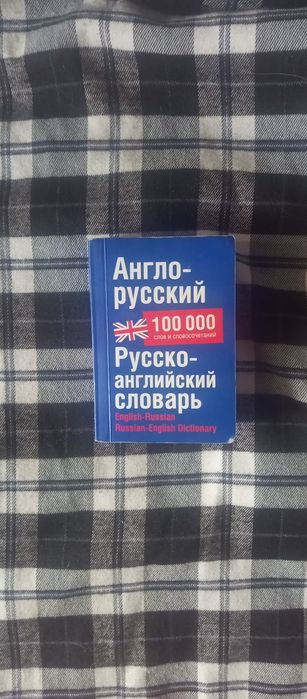 Англо-
русский
100 000
слов и словосочетаний
Русско-
английский
словарь
English-Russian
Russian-English Dictionary